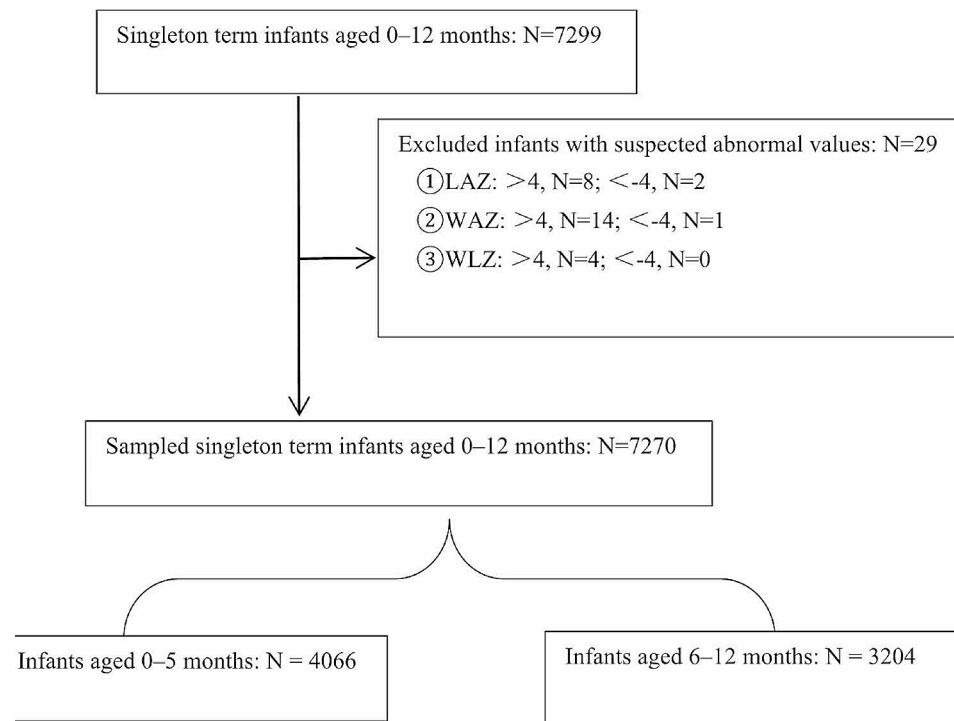 Singleton term infants aged 0–12 months: N=7299
Excluded infants with suspected abnormal values: N=29
①LAZ: ＞4, N=8; ＜-4, N=2
②WAZ: ＞4, N=14; ＜-4, N=1
③WLZ: ＞4, N=4; ＜-4, N=0
Sampled singleton term infants aged 0–12 months: N=7270
Infants aged 0–5 months: N = 4066
Infants aged 6–12 months: N = 3204